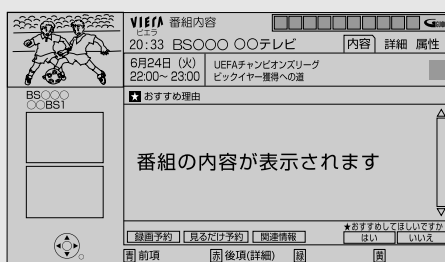 VIErA 番組内容
ビエラ
20:33 BS○○○ ○○テレビ
内容 詳細 属性
6月24日（火）
22:00～23:00
UEFAチャンピオンズリーグ
ビックイヤー獲得への道
BS○○○
○○BS1
★ おすすめ理由
番組の内容が表示されます
★おすすめしてほしいですか
録画予約 見るだけ予約 関連情報 はい いいえ
青 前項 赤 後項(詳細) 緑 黄